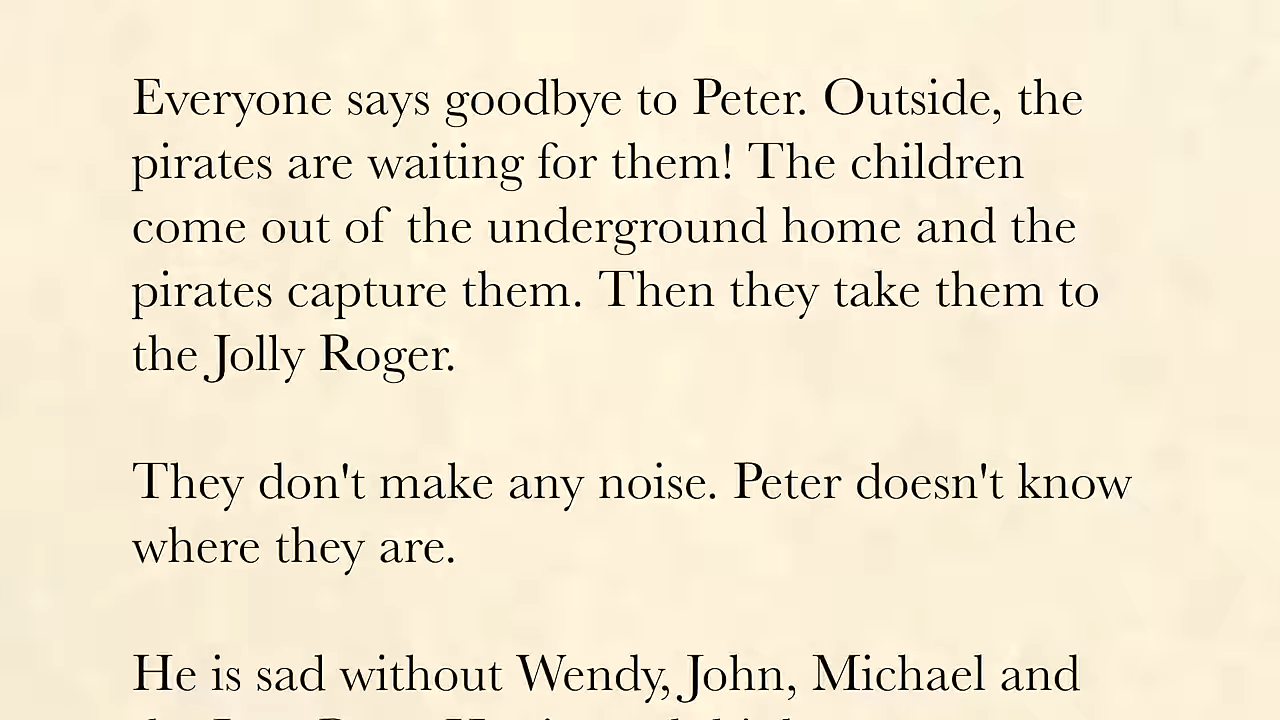 Everyone says goodbye to Peter. Outside, the
pirates are waiting for them! The children
come out of the underground home and the
pirates capture them. Then they take them to
the Jolly Roger.
They don't make any noise. Peter doesn't know
where they are.
He is sad without Wendy, John, Michael and